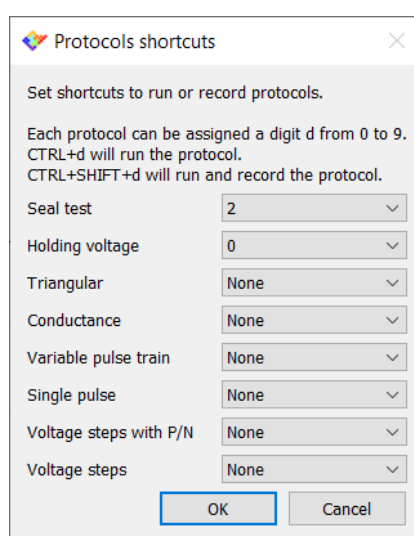 Protocols shortcuts
Set shortcuts to run or record protocols.
Each protocol can be assigned a digit d from 0 to 9.
CTRL+d will run the protocol.
CTRL+SHIFT+d will run and record the protocol.
Seal test 2
Holding voltage 0
Triangular None
Conductance None
Variable pulse train None
Single pulse None
Voltage steps with P/N None
Voltage steps None
OK Cancel